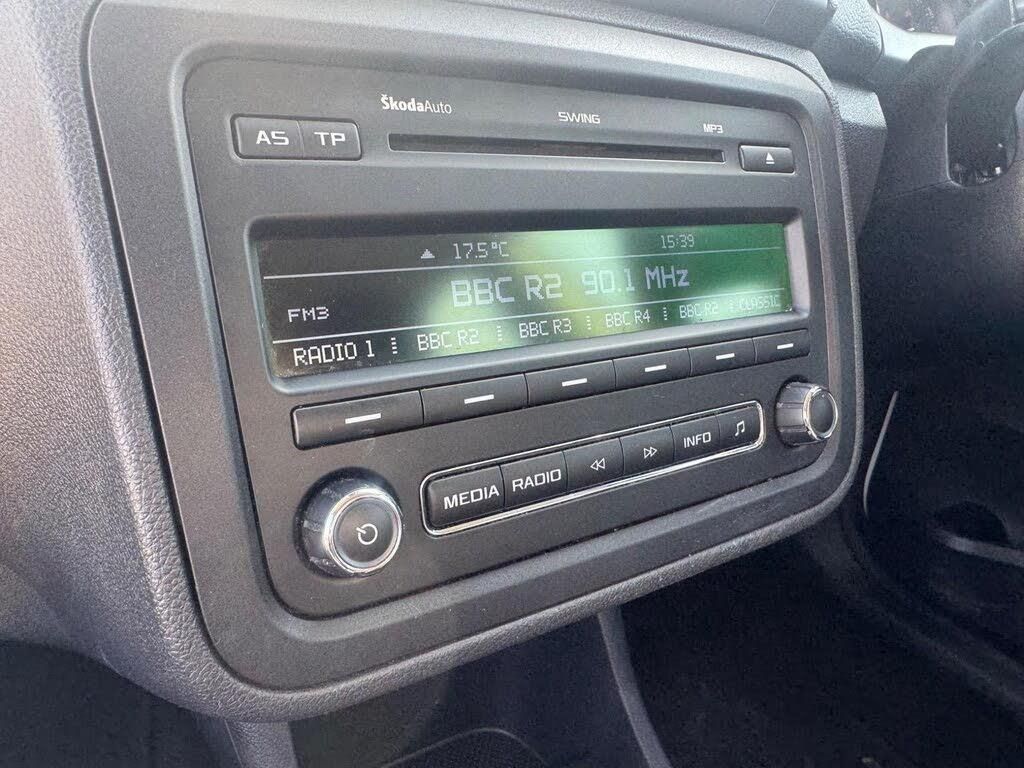 ŠkodaAuto
SWING
MP3
AS TP
17.5°C 15:39
BBC R2 90.1 MHz
FM3
RADIO 1 BBC R2 BBC R3 BBC R4 BBC R2 CLASSIC
MEDIA RADIO INFO